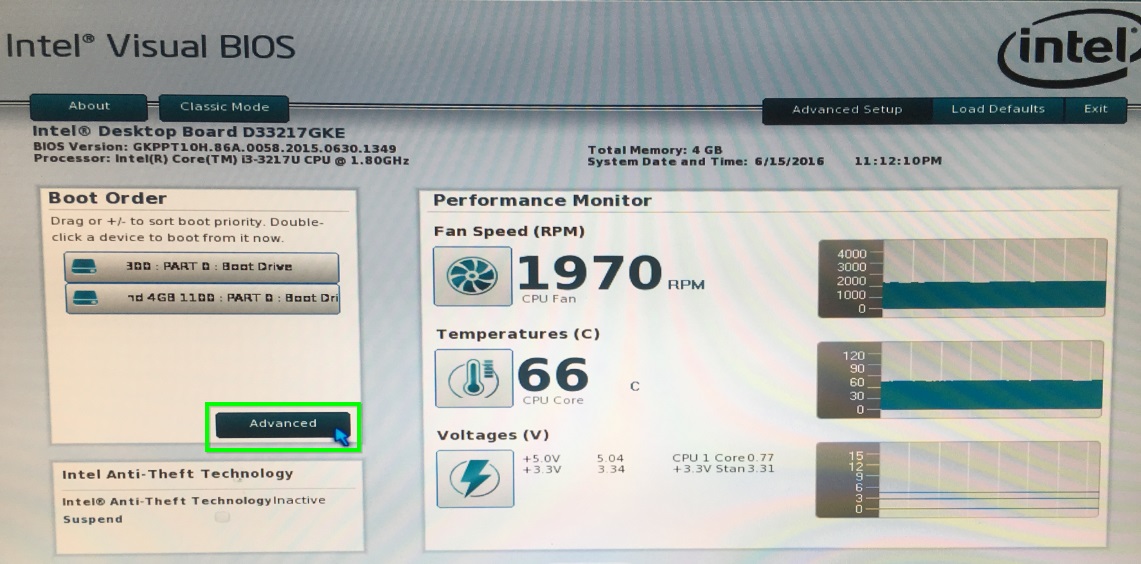 Intel® Visual BIOS
intel
About
Classic Mode
Advanced Setup
Load Defaults
Exit
Intel® Desktop Board D33217GKE
BIOS Version: GKPPT10H.86A.0058.2015.0630.1349
Processor: Intel(R) Core(TM) i3-3217U CPU @ 1.80GHz
Total Memory: 4 GB
System Date and Time: 6/15/2016 11:12:10PM
Boot Order
Drag or +/- to sort boot priority. Double-
click a device to boot from it now.
PART 0 : Boot Drive
4GB 1100 : PART 0 : Boot Dri
Advanced
Intel Anti-Theft Technology
Intel® Anti-Theft Technology Inactive
Suspend
Performance Monitor
Fan Speed (RPM)
1970 RPM
CPU Fan
4000
3000
2000
1000
0
Temperatures (C)
66 C
CPU Core
120
90
60
30
0
Voltages (V)
+5.0V 5.04 CPU 1 Core 0.77
+3.3V 3.34 +3.3V Stan 3.31
15
12
9
6
3
0